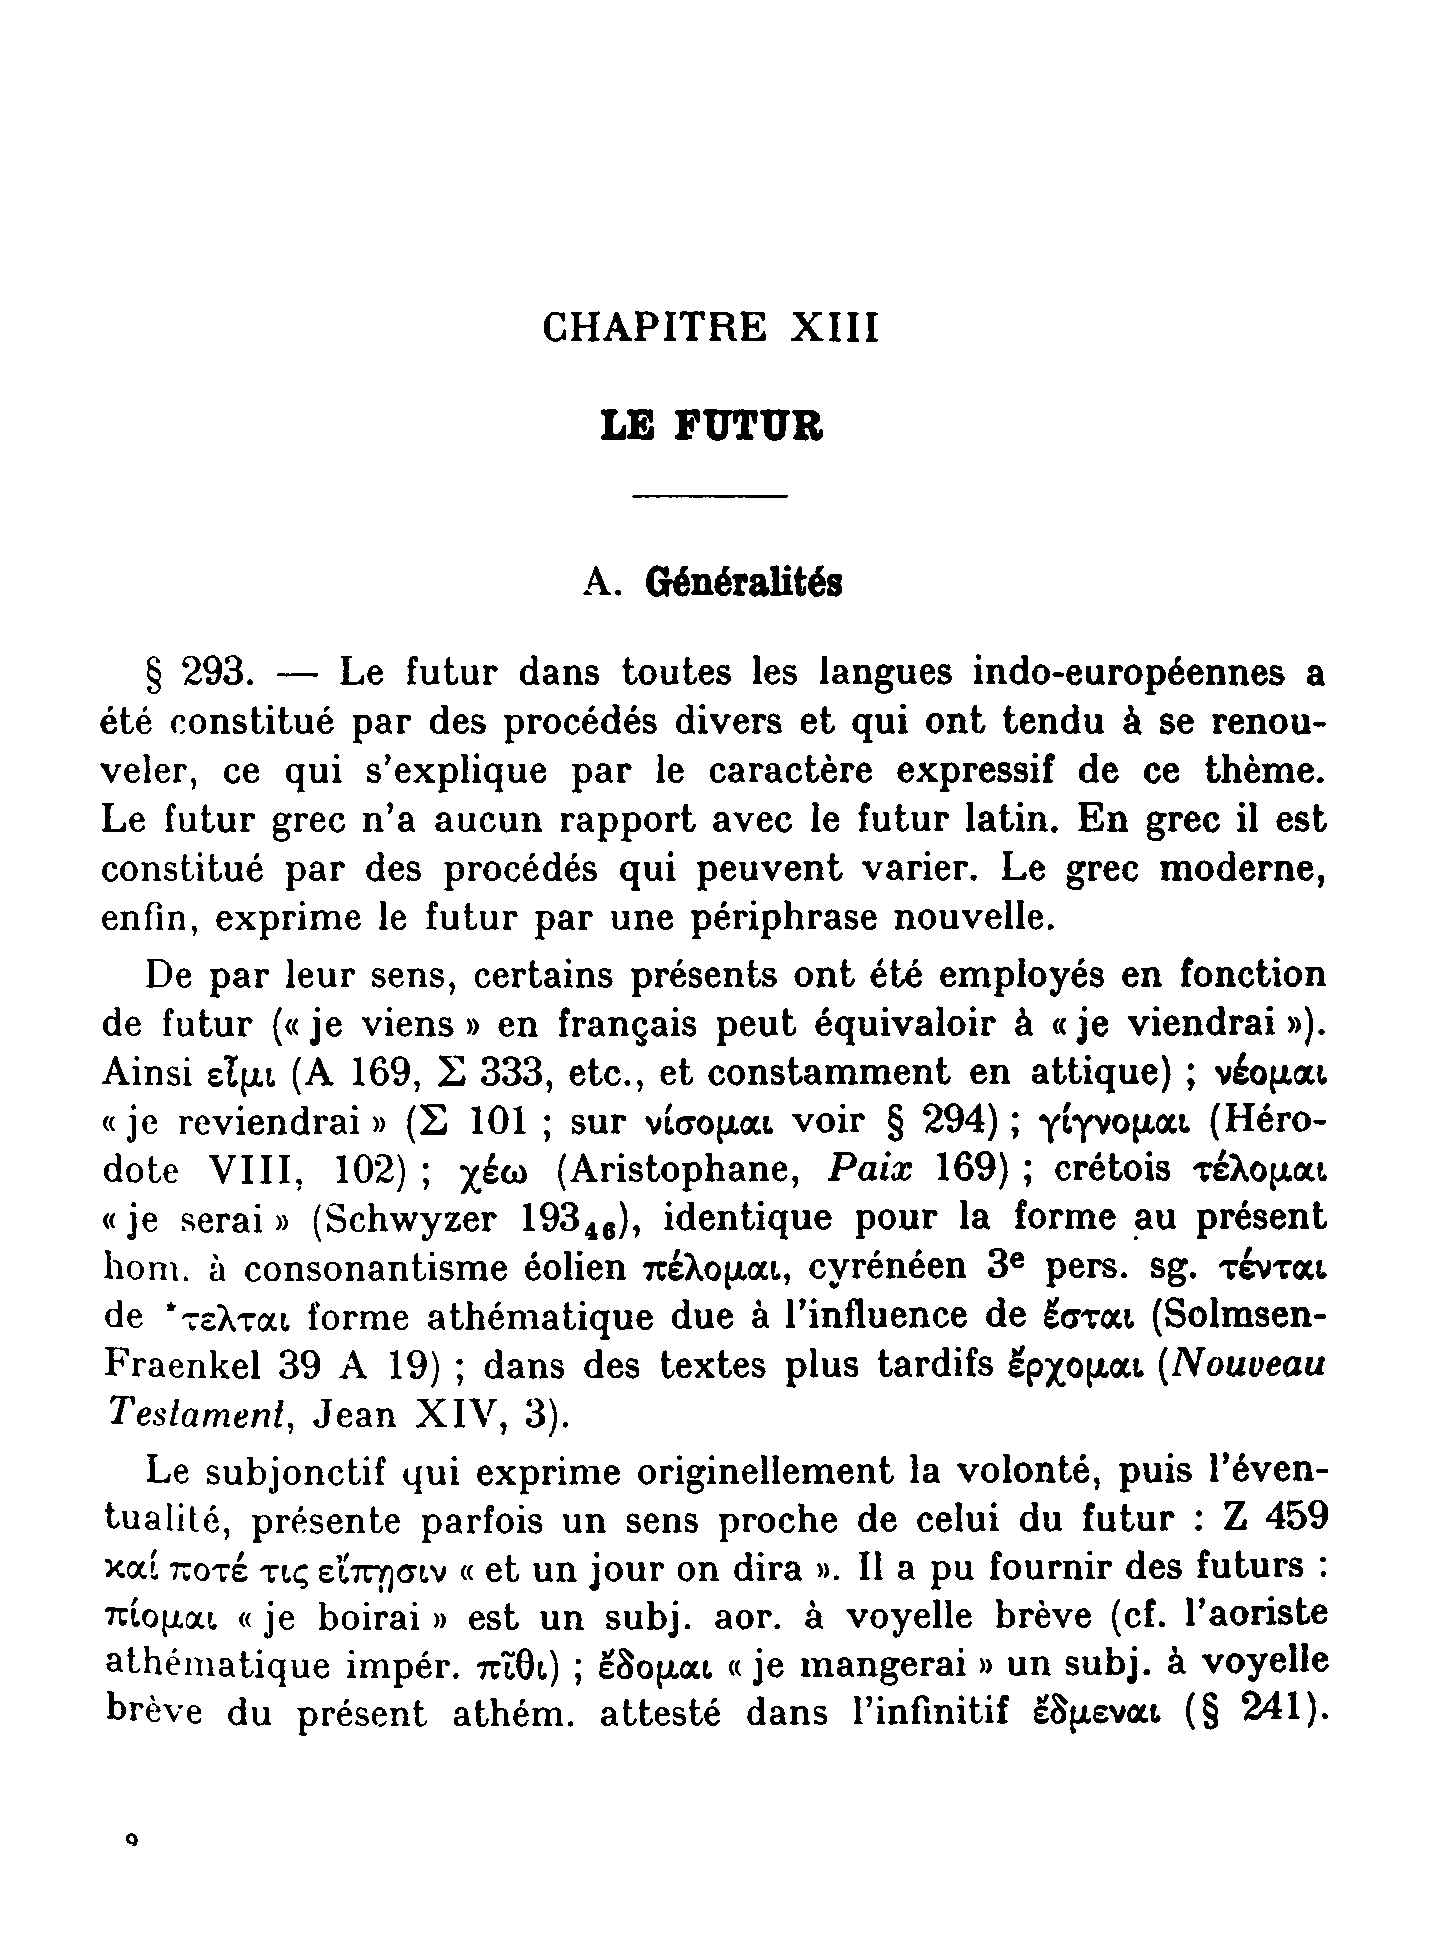 CHAPITRE XIII
LE FUTUR
A. Généralités
§ 293. — Le futur dans toutes les langues indo-européennes a
été constitué par des procédés divers et qui ont tendu à se renou-
veler, ce qui s'explique par le caractère expressif de ce thème.
Le futur grec n'a aucun rapport avec le futur latin. En grec il est
constitué par des procédés qui peuvent varier. Le grec moderne,
enfin, exprime le futur par une périphrase nouvelle.
De par leur sens, certains présents ont été employés en fonction
de futur (« je viens » en français peut équivaloir à « je viendrai »).
Ainsi εἶμι (A 169, Σ 333, etc., et constamment en attique) ; νέομαι
« je reviendrai » (Σ 101 ; sur νίσομαι voir § 294) ; γίγνομαι (Héro-
dote VIII, 102) ; χέω (Aristophane, Paix 169) ; crétois τέλομαι
« je serai » (Schwyzer 193₄₆), identique pour la forme au présent
hom. à consonantisme éolien πέλομαι, cyrénéen 3ᵉ pers. sg. τένται
de *τελται forme athématique due à l'influence de ἔσται (Solmsen-
Fraenkel 39 A 19) ; dans des textes plus tardifs ἔρχομαι (Nouveau
Testament, Jean XIV, 3).
Le subjonctif qui exprime originellement la volonté, puis l'éven-
tualité, présente parfois un sens proche de celui du futur : Z 459
καί ποτέ τις εἴπῃσιν « et un jour on dira ». Il a pu fournir des futurs :
πίομαι « je boirai » est un subj. aor. à voyelle brève (cf. l'aoriste
athématique impér. πῖθι) ; ἔδομαι « je mangerai » un subj. à voyelle
brève du présent athém. attesté dans l'infinitif ἔδμεναι (§ 241).
9